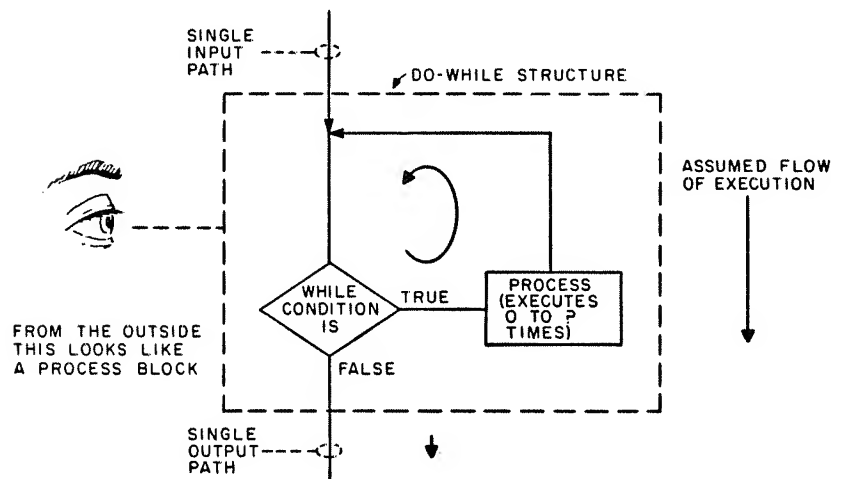 SINGLE
INPUT
PATH
DO-WHILE STRUCTURE
ASSUMED FLOW
OF EXECUTION
WHILE
CONDITION
IS
TRUE
PROCESS
(EXECUTES
0 TO ?
TIMES)
FROM THE OUTSIDE
THIS LOOKS LIKE
A PROCESS BLOCK
FALSE
SINGLE
OUTPUT
PATH